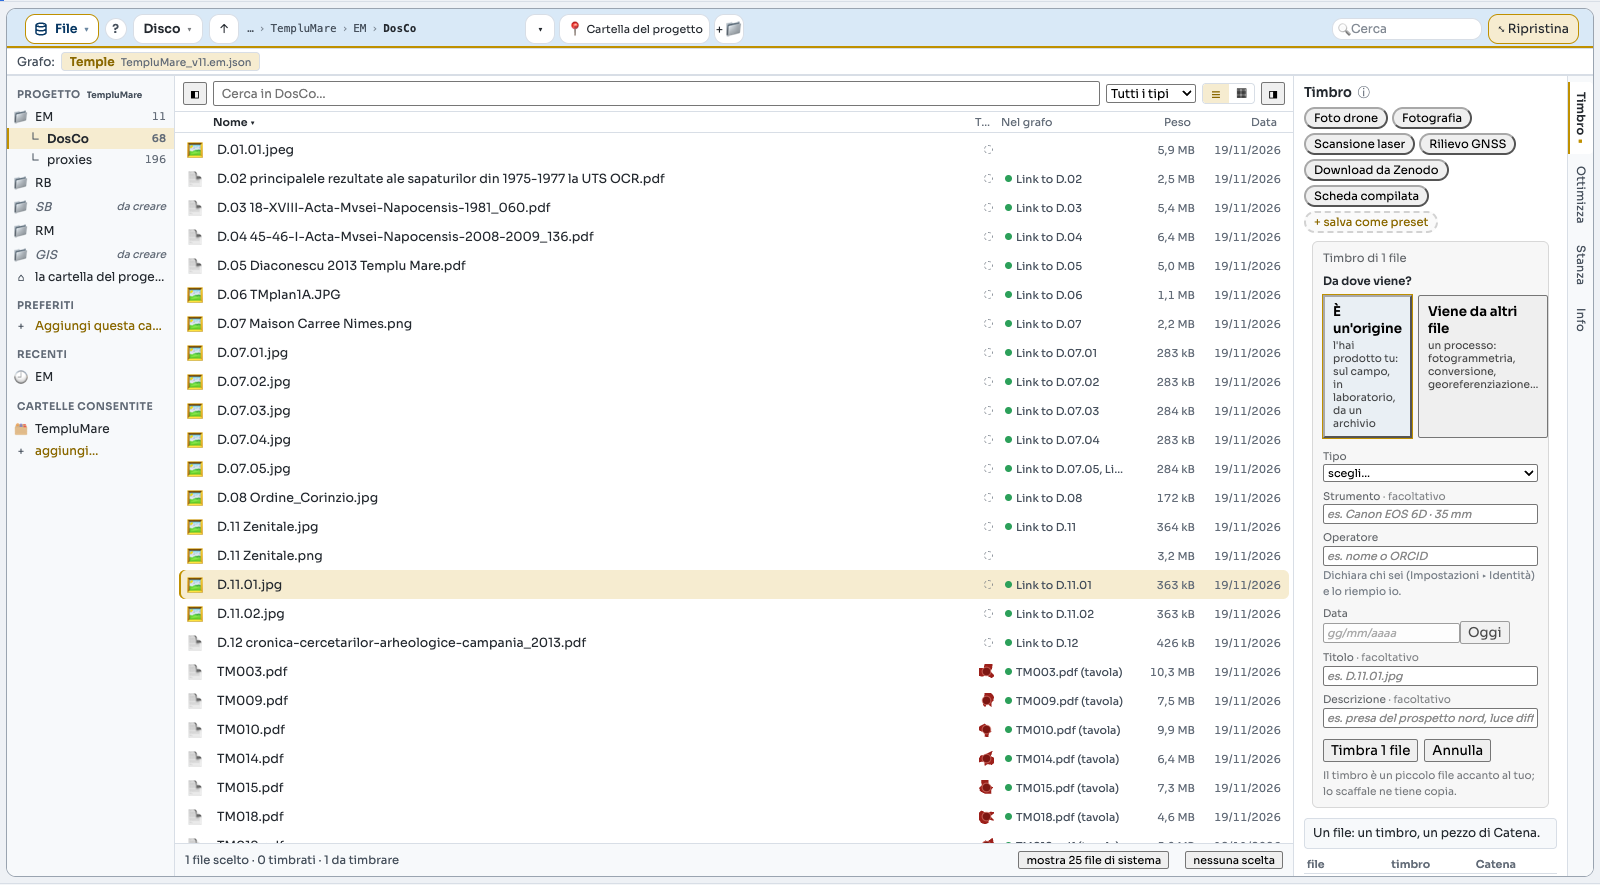 File
?
Disco
↑
… › TempluMare › EM › DosCo
Cartella del progetto
+
Cerca
Ripristina
Grafo: Temple TempluMare_v11.em.json
PROGETTO TempluMare
EM 11
DosCo 68
proxies 196
RB
SB da creare
RM
GIS da creare
la cartella del proge...
PREFERITI
+ Aggiungi questa ca...
RECENTI
EM
CARTELLE CONSENTITE
TempluMare
+ aggiungi...
Cerca in DosCo...
Tutti i tipi
Nome T... Nel grafo Peso Data
D.01.01.jpeg 5,9 MB 19/11/2026
D.02 principalele rezultate ale sapaturilor din 1975-1977 la UTS OCR.pdf Link to D.02 2,5 MB 19/11/2026
D.03 18-XVIII-Acta-Mvsei-Napocensis-1981_060.pdf Link to D.03 5,4 MB 19/11/2026
D.04 45-46-I-Acta-Mvsei-Napocensis-2008-2009_136.pdf Link to D.04 6,4 MB 19/11/2026
D.05 Diaconescu 2013 Templu Mare.pdf Link to D.05 5,0 MB 19/11/2026
D.06 TMplan1A.JPG Link to D.06 1,1 MB 19/11/2026
D.07 Maison Carree Nimes.png Link to D.07 2,2 MB 19/11/2026
D.07.01.jpg Link to D.07.01 283 kB 19/11/2026
D.07.02.jpg Link to D.07.02 283 kB 19/11/2026
D.07.03.jpg Link to D.07.03 284 kB 19/11/2026
D.07.04.jpg Link to D.07.04 283 kB 19/11/2026
D.07.05.jpg Link to D.07.05, Li... 284 kB 19/11/2026
D.08 Ordine_Corinzio.jpg Link to D.08 172 kB 19/11/2026
D.11 Zenitale.jpg Link to D.11 364 kB 19/11/2026
D.11 Zenitale.png 3,2 MB 19/11/2026
D.11.01.jpg Link to D.11.01 363 kB 19/11/2026
D.11.02.jpg Link to D.11.02 363 kB 19/11/2026
D.12 cronica-cercetarilor-arheologice-campania_2013.pdf Link to D.12 426 kB 19/11/2026
TM003.pdf TM003.pdf (tavola) 10,3 MB 19/11/2026
TM009.pdf TM009.pdf (tavola) 7,5 MB 19/11/2026
TM010.pdf TM010.pdf (tavola) 9,9 MB 19/11/2026
TM014.pdf TM014.pdf (tavola) 6,4 MB 19/11/2026
TM015.pdf TM015.pdf (tavola) 7,3 MB 19/11/2026
TM018.pdf TM018.pdf (tavola) 4,6 MB 19/11/2026
1 file scelto · 0 timbrati · 1 da timbrare
mostra 25 file di sistema
nessuna scelta
Timbro ⓘ
Foto drone
Fotografia
Scansione laser
Rilievo GNSS
Download da Zenodo
Scheda compilata
+ salva come preset
Timbro di 1 file
Da dove viene?
È
un'origine
l'hai
prodotto tu:
sul campo,
in
laboratorio,
da un
archivio
Viene da altri
file
un processo:
fotogrammetria,
conversione,
georeferenziazione...
Tipo
scegli...
Strumento · facoltativo
es. Canon EOS 6D · 35 mm
Operatore
es. nome o ORCID
Dichiara chi sei (Impostazioni • Identità)
e lo riempio io.
Data
gg/mm/aaaa
Oggi
Titolo · facoltativo
es. D.11.01.jpg
Descrizione · facoltativo
es. presa del prospetto nord, luce diff
Timbra 1 file
Annulla
Il timbro è un piccolo file accanto al tuo;
lo scaffale ne tiene copia.
Un file: un timbro, un pezzo di Catena.
file timbro Catena
Timbro
Ottimizza
Stanza
Info